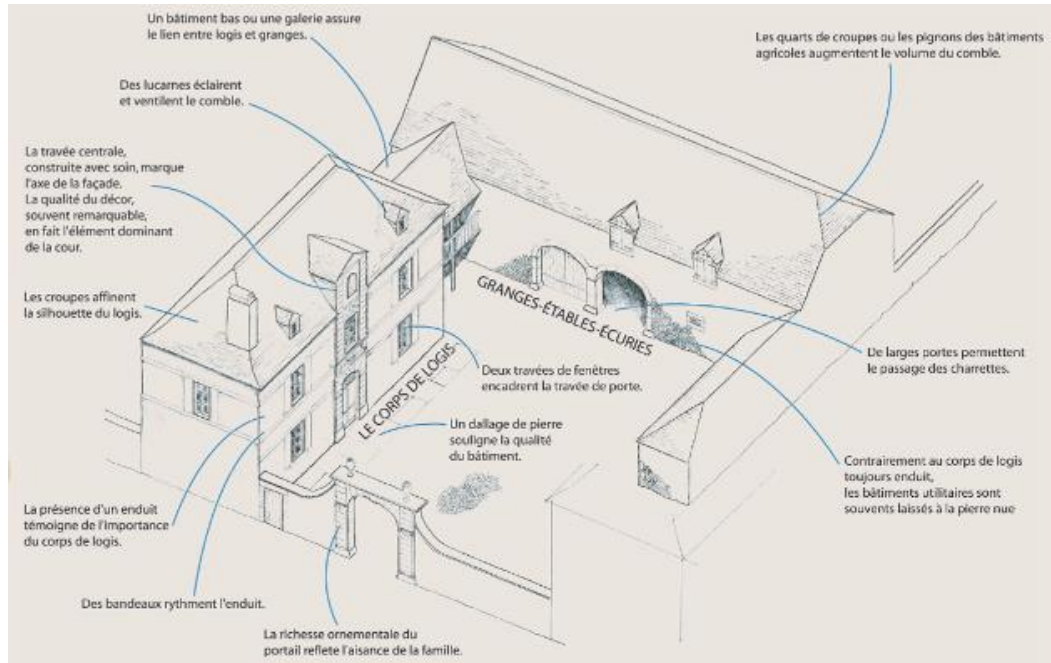 Un bâtiment bas ou une galerie assure
le lien entre logis et granges.
Les quarts de croupes ou les pignons des bâtiments
agricoles augmentent le volume du comble.
Des lucarnes éclairent
et ventilent le comble.
La travée centrale,
construite avec soin, marque
l'axe de la façade.
La qualité du décor,
souvent remarquable,
en fait l'élément dominant
de la cour.
Les croupes affinent
la silhouette du logis.
GRANGES-ÉTABLES-ÉCURIES
De larges portes permettent
le passage des charrettes.
Deux travées de fenêtres
encadrent la travée de porte.
LE CORPS DE LOGIS
Un dallage de pierre
souligne la qualité
du bâtiment.
Contrairement au corps de logis
toujours enduit,
les bâtiments utilitaires sont
souvents laissés à la pierre nue
La présence d'un enduit
témoigne de l'importance
du corps de logis.
Des bandeaux rythment l'enduit.
La richesse ornementale du
portail reflete l'aisance de la famille.